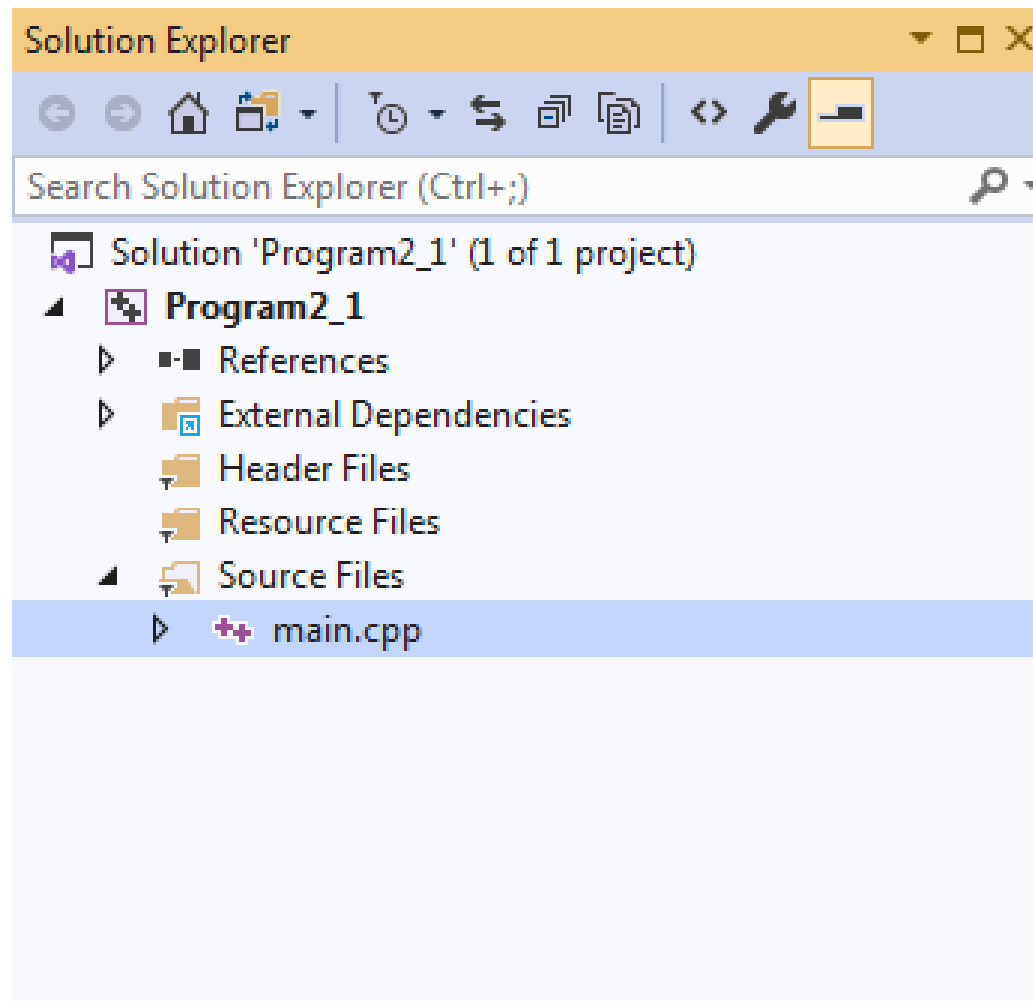 Solution Explorer
Search Solution Explorer (Ctrl+;)
Solution 'Program2_1' (1 of 1 project)
Program2_1
References
External Dependencies
Header Files
Resource Files
Source Files
main.cpp